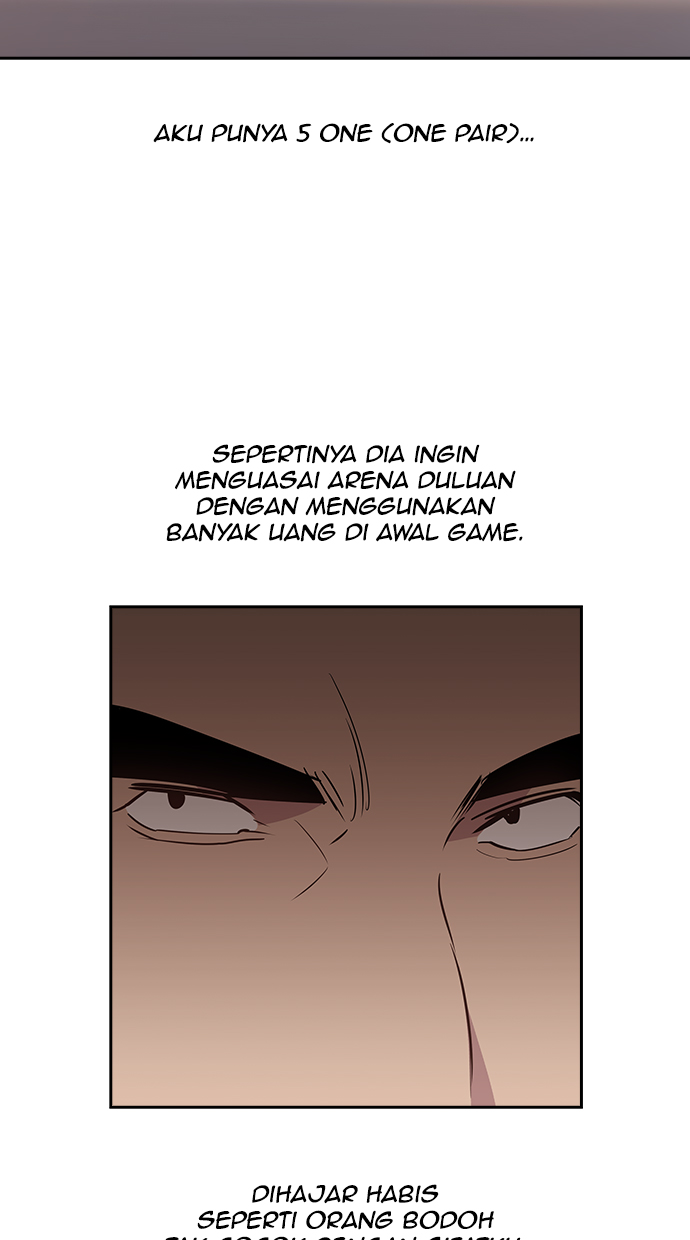 AKU PUNYA 5 ONE (ONE PAIR)...
SEPERTINYA DIA INGIN
MENGUASAI ARENA DULUAN
DENGAN MENGGUNAKAN
BANYAK UANG DI AWAL GAME.
DIHAJAR HABIS
SEPERTI ORANG BODOH